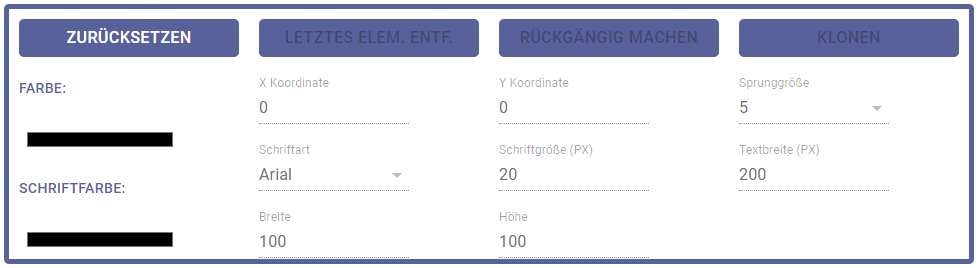 ZURÜCKSETZEN LETZTES ELEM. ENTF. RÜCKGÄNGIG MACHEN KLONEN
FARBE: X Koordinate Y Koordinate Sprunggröße
0 0 5
Schriftart Schriftgröße (PX) Textbreite (PX)
Arial 20 200
SCHRIFTFARBE:
Breite Höhe
100 100